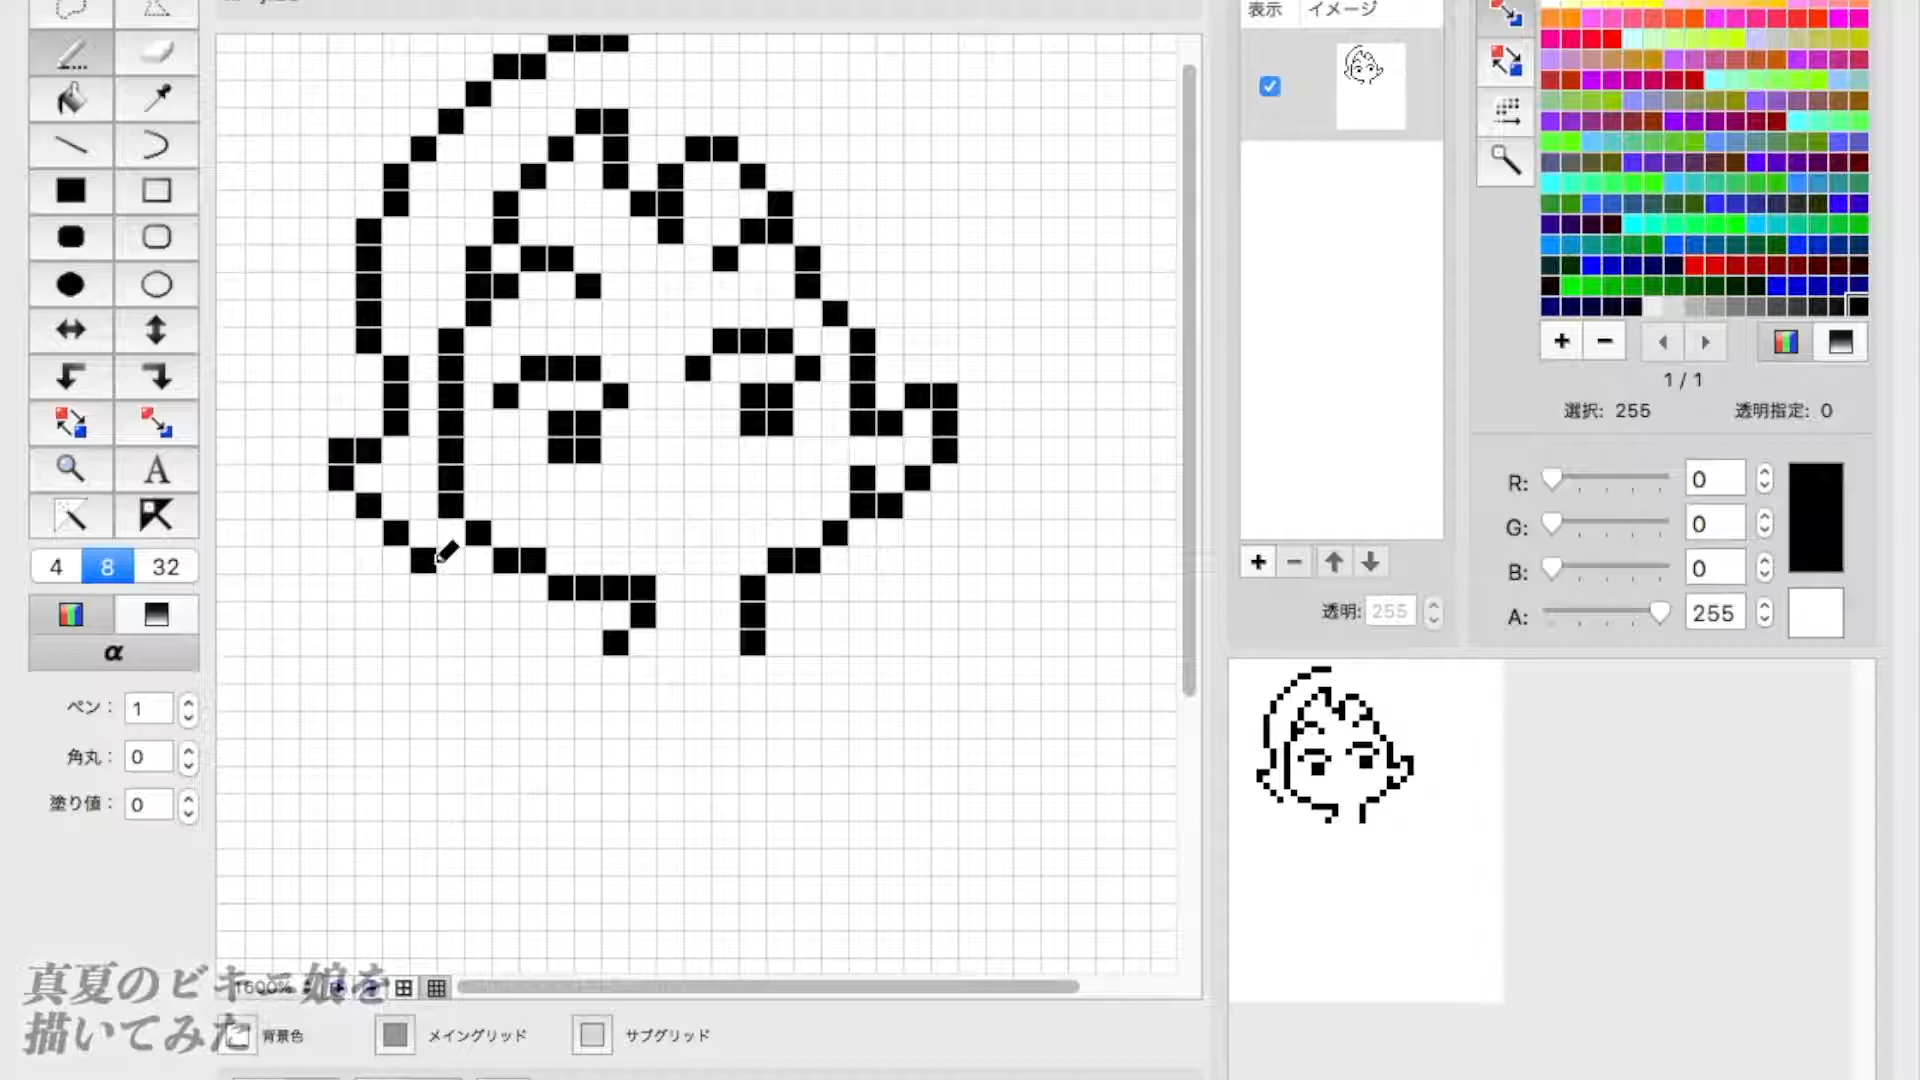 表示 イメージ
1 / 1
選択: 255 透明指定: 0
R: 0
G: 0
B: 0
A: 255
透明: 255
A
4 8 32
α
ペン: 1
角丸: 0
塗り値: 0
1600%
背景色 メイングリッド サブグリッド
真夏のビキニ娘を
描いてみた